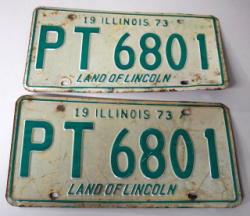 19 ILLINOIS 73
PT 6801
LAND OF LINCOLN
19 ILLINOIS 73
PT 6801
LAND OF LINCOLN